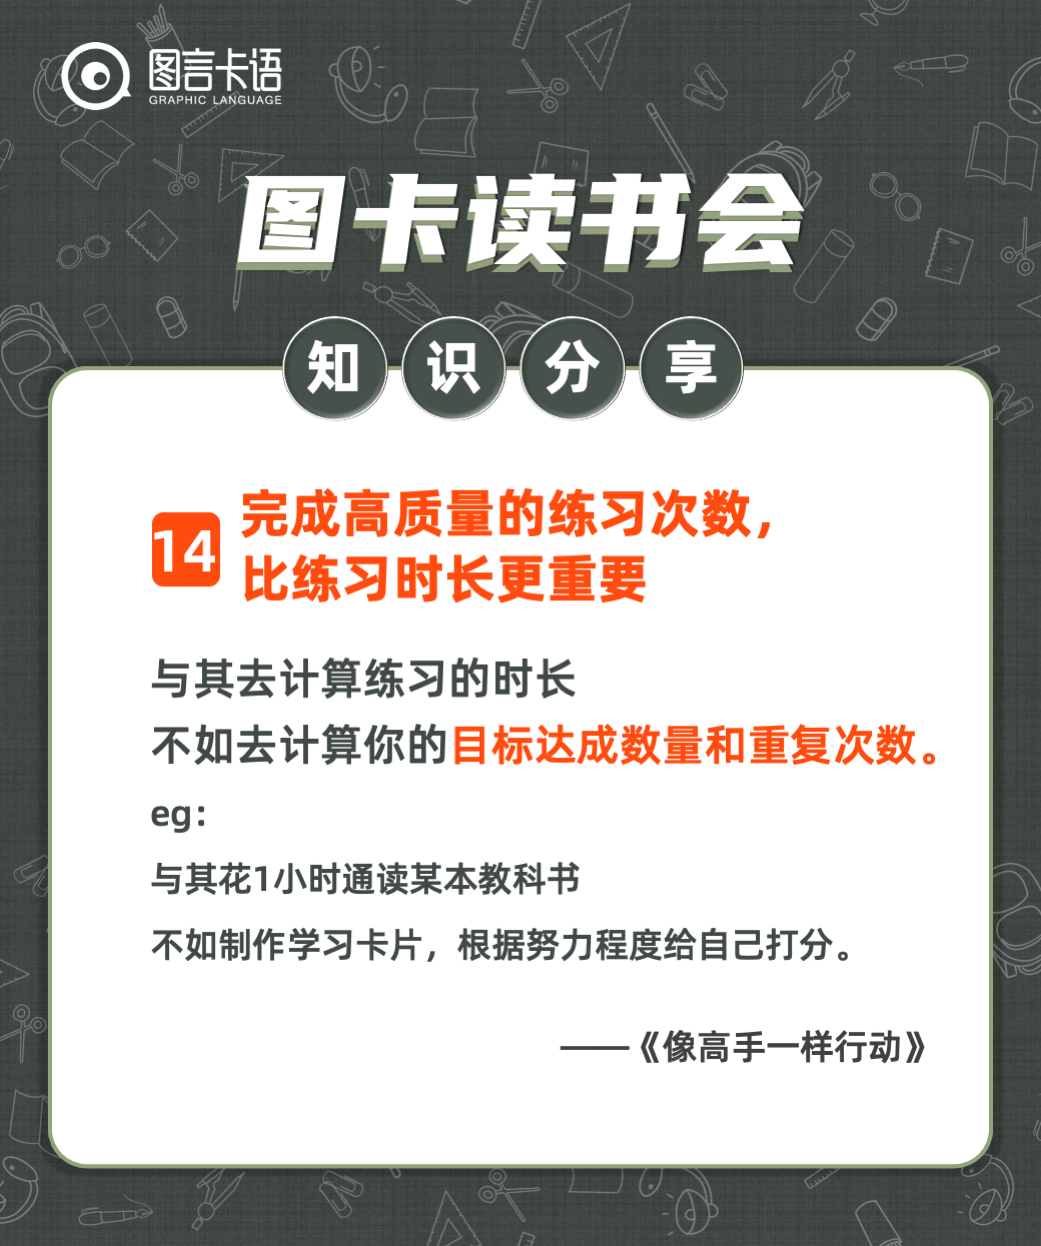 图言卡语
GRAPHIC LANGUAGE
图卡读书会
知识分享
14
完成高质量的练习次数，
比练习时长更重要
与其去计算练习的时长
不如去计算你的目标达成数量和重复次数。
eg：
与其花1小时通读某本教科书
不如制作学习卡片，根据努力程度给自己打分。
——《像高手一样行动》